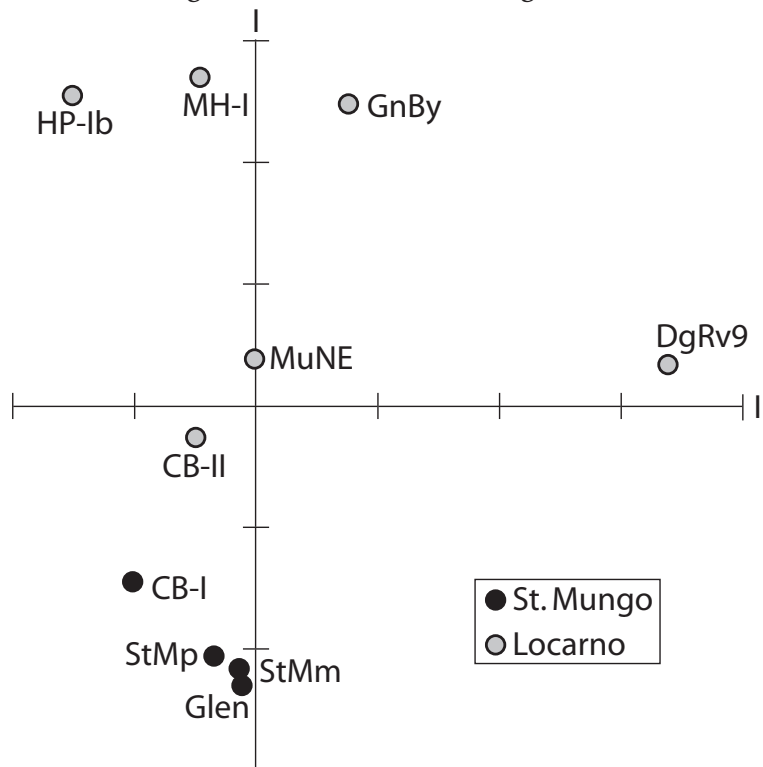 I
HP-Ib
MH-I
GnBy
MuNE
DgRv9
I
CB-II
CB-I
StMp
StMm
Glen
St. Mungo
Locarno